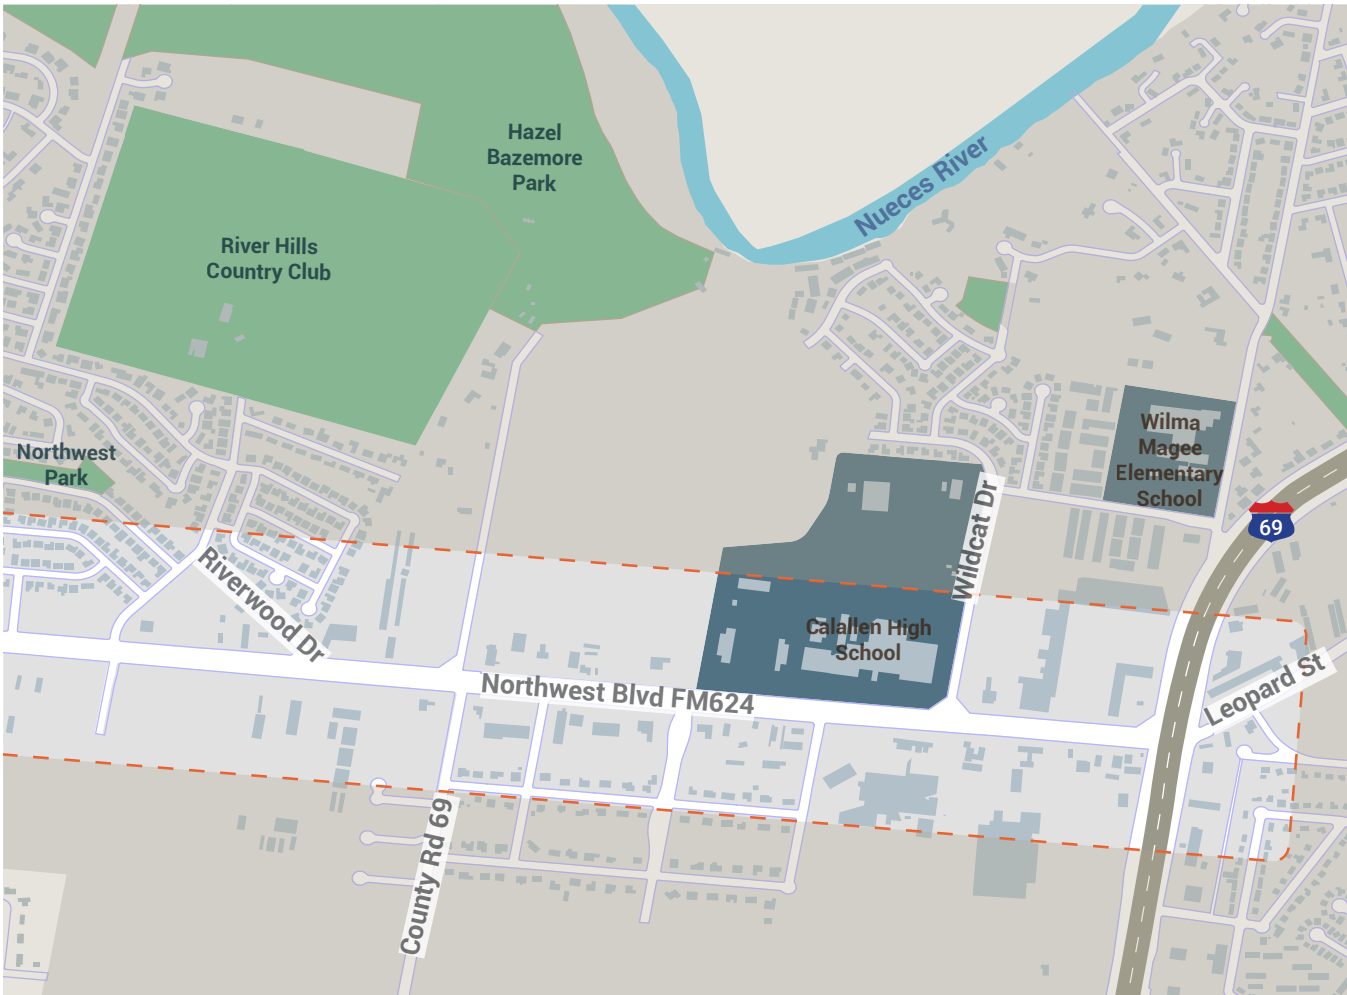 Hazel
Bazemore
Park
Nueces River
River Hills
Country Club
Wilma
Magee
Elementary
School
Northwest
Park
69
Wildcat Dr
Riverwood Dr
Calallen High
School
Leopard St
Northwest Blvd FM624
County Rd 69